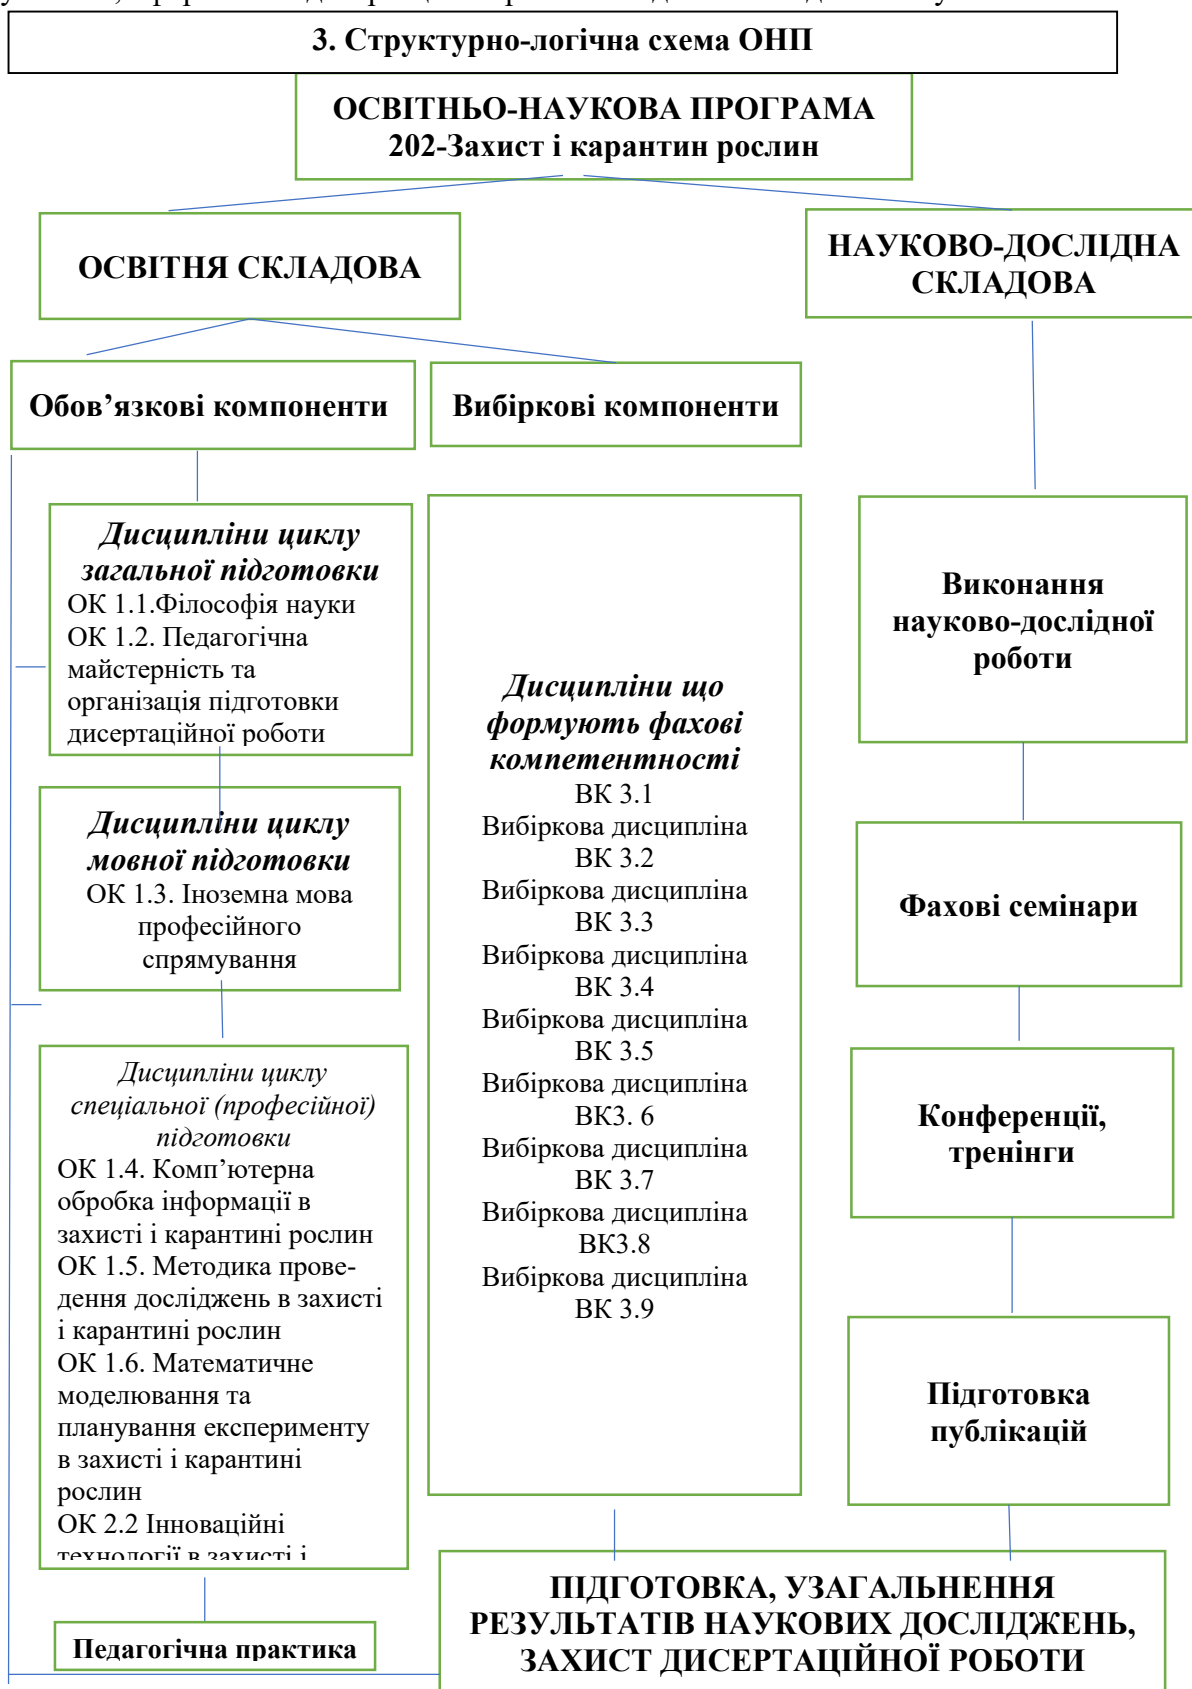 3. Структурно-логічна схема ОНП
ОСВІТНЬО-НАУКОВА ПРОГРАМА
202-Захист і карантин рослин
ОСВІТНЯ СКЛАДОВА
НАУКОВО-ДОСЛІДНА
СКЛАДОВА
Обов’язкові компоненти
Вибіркові компоненти
Дисципліни циклу
загальної підготовки
ОК 1.1.Філософія науки
ОК 1.2. Педагогічна
майстерність та
організація підготовки
дисертаційної роботи
Дисципліни циклу
мовної підготовки
ОК 1.3. Іноземна мова
професійного
спрямування
Дисципліни циклу
спеціальної (професійної)
підготовки
ОК 1.4. Комп’ютерна
обробка інформації в
захисті і карантині рослин
ОК 1.5. Методика прове-
дення досліджень в захисті
і карантині рослин
ОК 1.6. Математичне
моделювання та
планування експерименту
в захисті і карантині
рослин
ОК 2.2 Інноваційні
технології в захисті і
Педагогічна практика
Дисципліни що
формують фахові
компетентності
ВК 3.1
Вибіркова дисципліна
ВК 3.2
Вибіркова дисципліна
ВК 3.3
Вибіркова дисципліна
ВК 3.4
Вибіркова дисципліна
ВК 3.5
Вибіркова дисципліна
ВК3. 6
Вибіркова дисципліна
ВК 3.7
Вибіркова дисципліна
ВК3.8
Вибіркова дисципліна
ВК 3.9
Виконання
науково-дослідної
роботи
Фахові семінари
Конференції,
тренінги
Підготовка
публікацій
ПІДГОТОВКА, УЗАГАЛЬНЕННЯ
РЕЗУЛЬТАТІВ НАУКОВИХ ДОСЛІДЖЕНЬ,
ЗАХИСТ ДИСЕРТАЦІЙНОЇ РОБОТИ